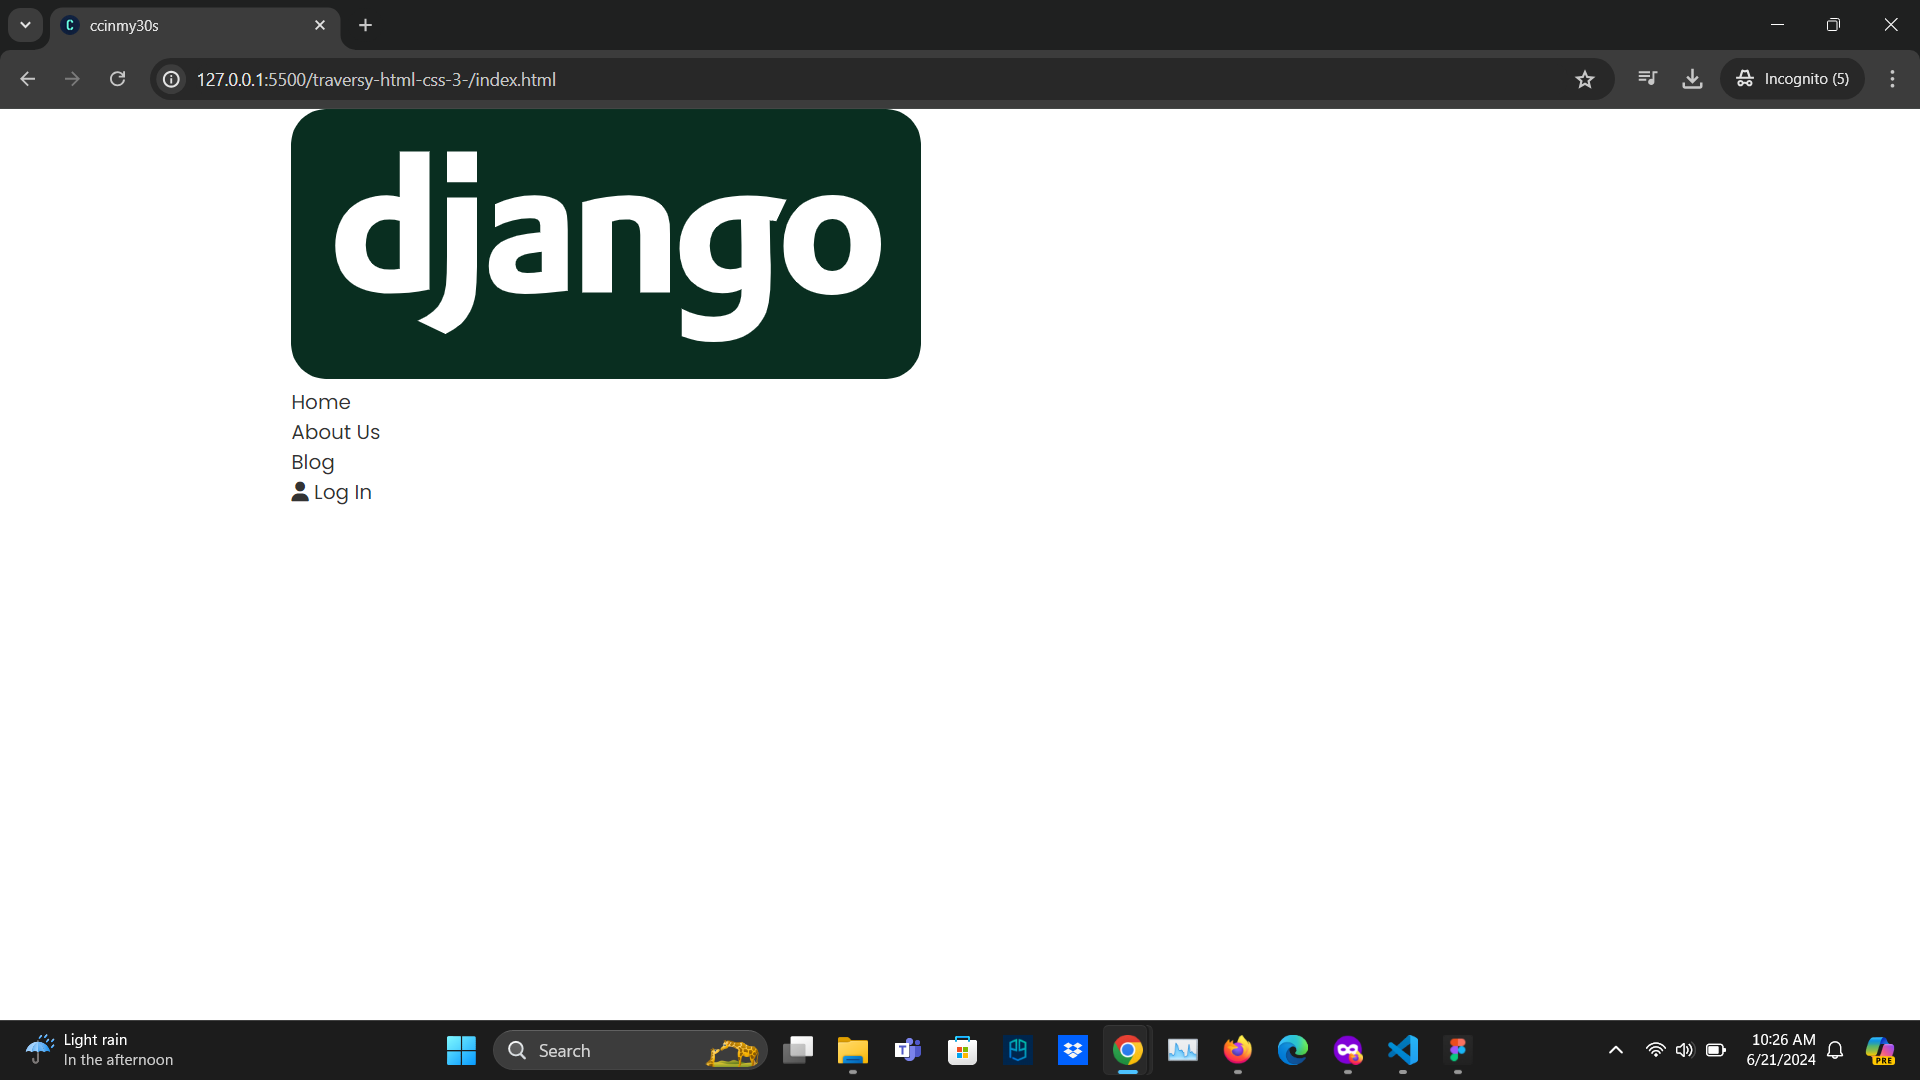 ccinmy30s
127.0.0.1:5500/traversy-html-css-3-/index.html
Incognito (5)
django
Home
About Us
Blog
Log In
Light rain
In the afternoon
Search
10:26 AM
6/21/2024
PRE